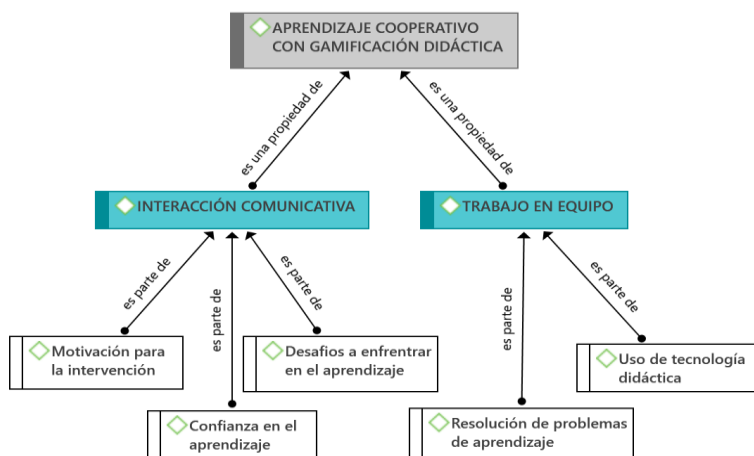 APRENDIZAJE COOPERATIVO
CON GAMIFICACIÓN DIDÁCTICA
es una propiedad de
es una propiedad de
INTERACCIÓN COMUNICATIVA
TRABAJO EN EQUIPO
es parte de
es parte de
es parte de
es parte de
es parte de
Motivación para
la intervención
Desafios a enfrentrar
en el aprendizaje
Uso de tecnología
didáctica
Confianza en el
aprendizaje
Resolución de problemas
de aprendizaje